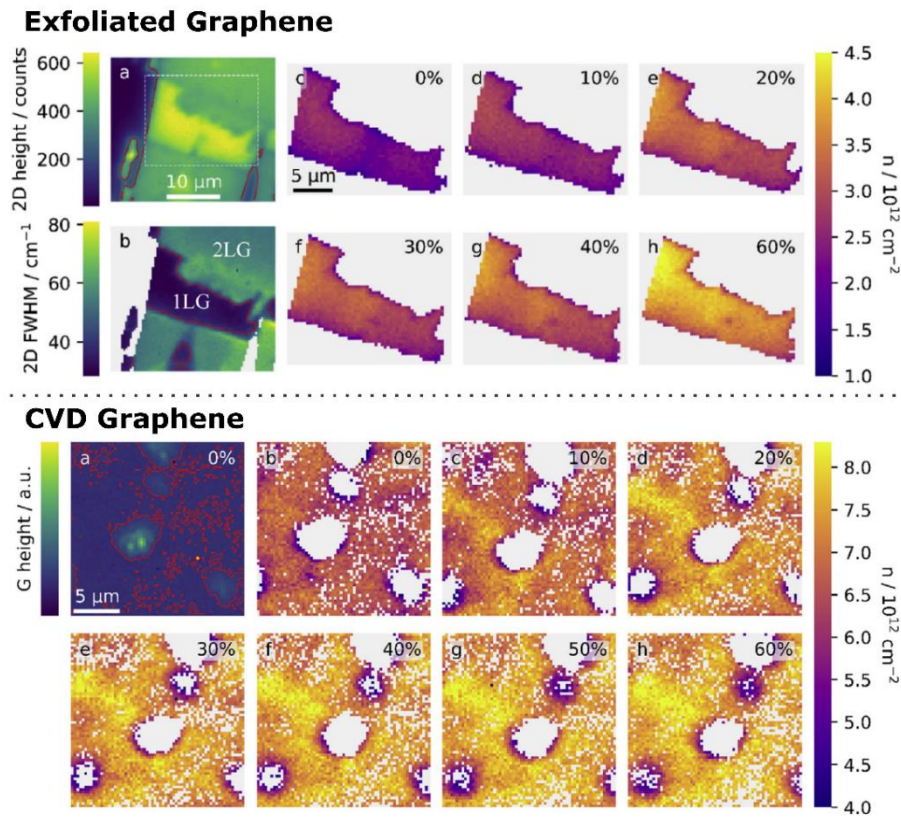 Exfoliated Graphene
2D height / counts
600
400
200
a
10 μm
c
0%
5 μm
d
10%
e
20%
2D FWHM / cm⁻¹
80
60
40
b
2LG
1LG
f
30%
g
40%
h
60%
4.5
4.0
3.5
3.0
2.5
2.0
1.5
1.0
n / 10¹² cm⁻²
CVD Graphene
G height / a.u.
a
0%
5 μm
b
0%
c
10%
d
20%
e
30%
f
40%
g
50%
h
60%
8.0
7.5
7.0
6.5
6.0
5.5
5.0
4.5
4.0
n / 10¹² cm⁻²